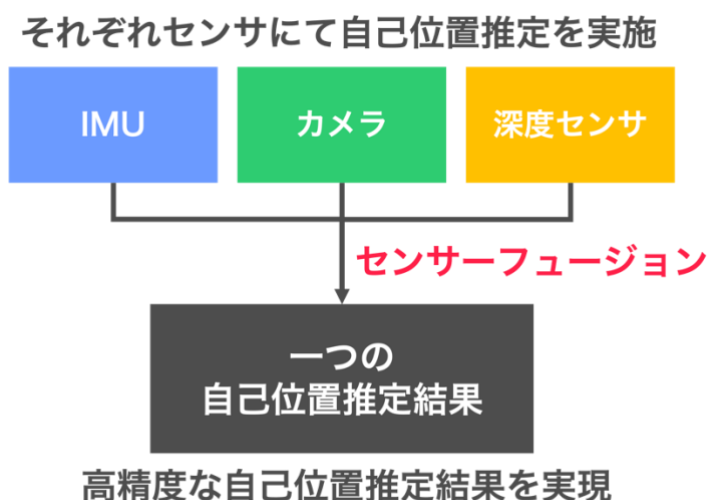 それぞれセンサにて自己位置推定を実施
IMU
カメラ
深度センサ
センサーフュージョン
一つの
自己位置推定結果
高精度な自己位置推定結果を実現